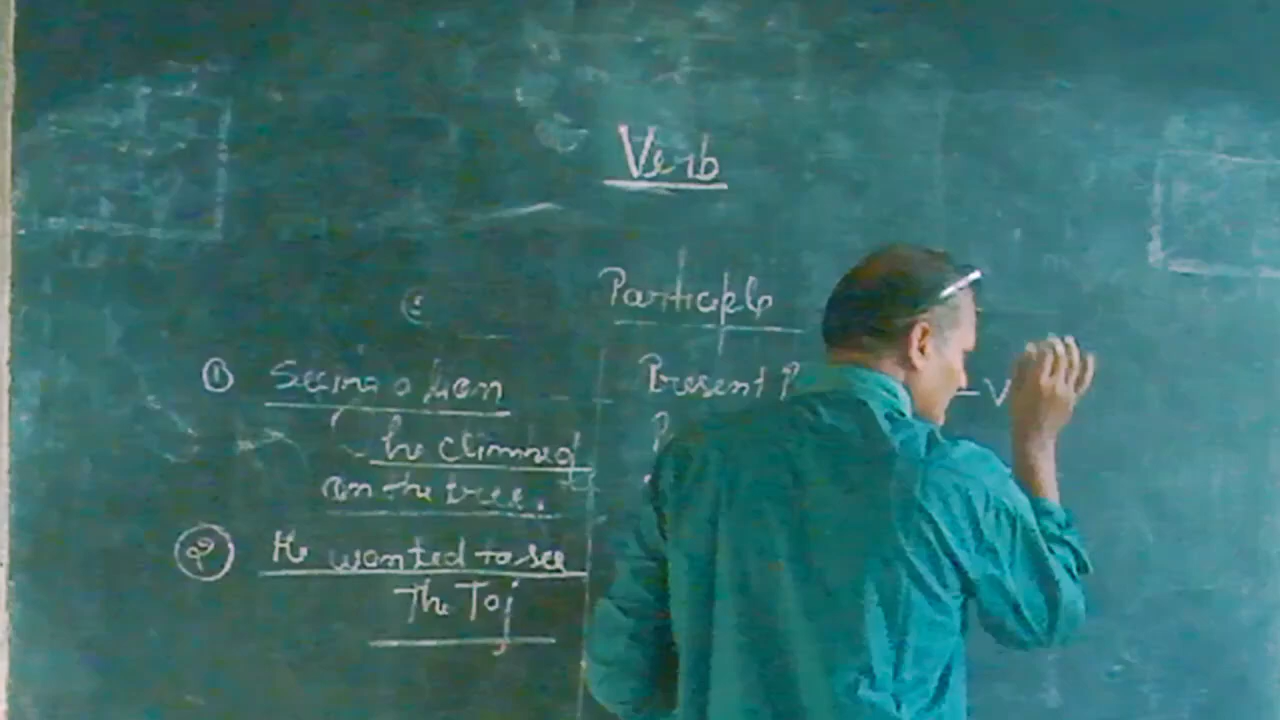 Verb
Participle
① Seeing a lion
he climbed
on the tree.
② He wanted to see
The Taj
Present P
– V